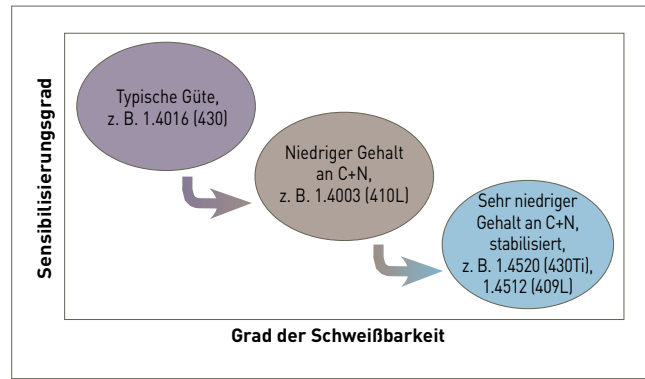 Sensibilisierungsgrad
Typische Güte,
z. B. 1.4016 (430)
Niedriger Gehalt
an C+N,
z. B. 1.4003 (410L)
Sehr niedriger
Gehalt an C+N,
stabilisiert,
z. B. 1.4520 (430Ti),
1.4512 (409L)
Grad der Schweißbarkeit